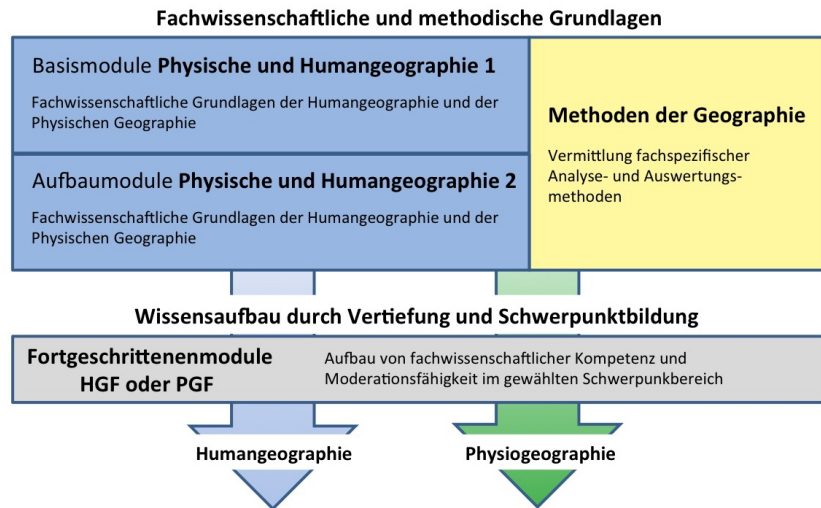 Fachwissenschaftliche und methodische Grundlagen
Basismodule Physische und Humangeographie 1
Fachwissenschaftliche Grundlagen der Humangeographie und der
Physischen Geographie
Aufbaumodule Physische und Humangeographie 2
Fachwissenschaftliche Grundlagen der Humangeographie und der
Physischen Geographie
Methoden der Geographie
Vermittlung fachspezifischer
Analyse- und Auswertungs-
methoden
Wissensaufbau durch Vertiefung und Schwerpunktbildung
Fortgeschrittenenmodule
HGF oder PGF
Aufbau von fachwissenschaftlicher Kompetenz und
Moderationsfähigkeit im gewählten Schwerpunkbereich
Humangeographie
Physiogeographie